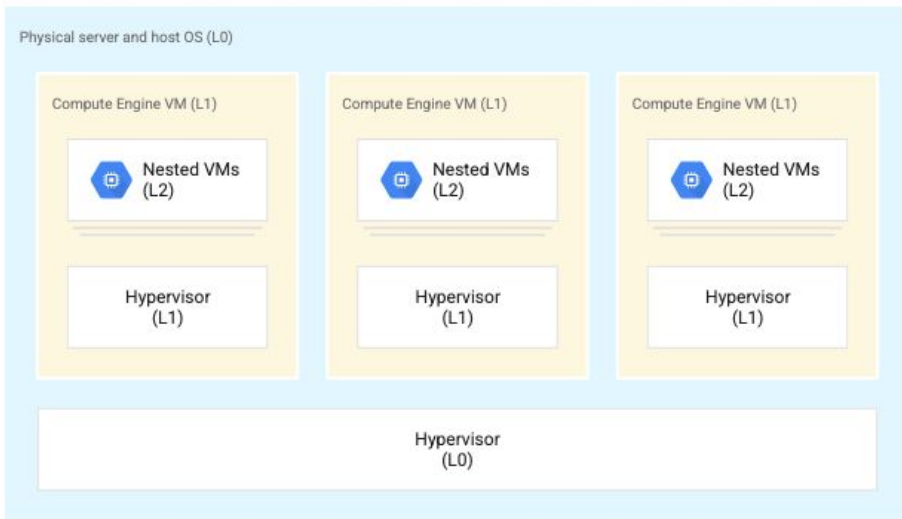 Physical server and host OS (L0)
Compute Engine VM (L1)
Nested VMs
(L2)
Hypervisor
(L1)
Compute Engine VM (L1)
Nested VMs
(L2)
Hypervisor
(L1)
Compute Engine VM (L1)
Nested VMs
(L2)
Hypervisor
(L1)
Hypervisor
(L0)